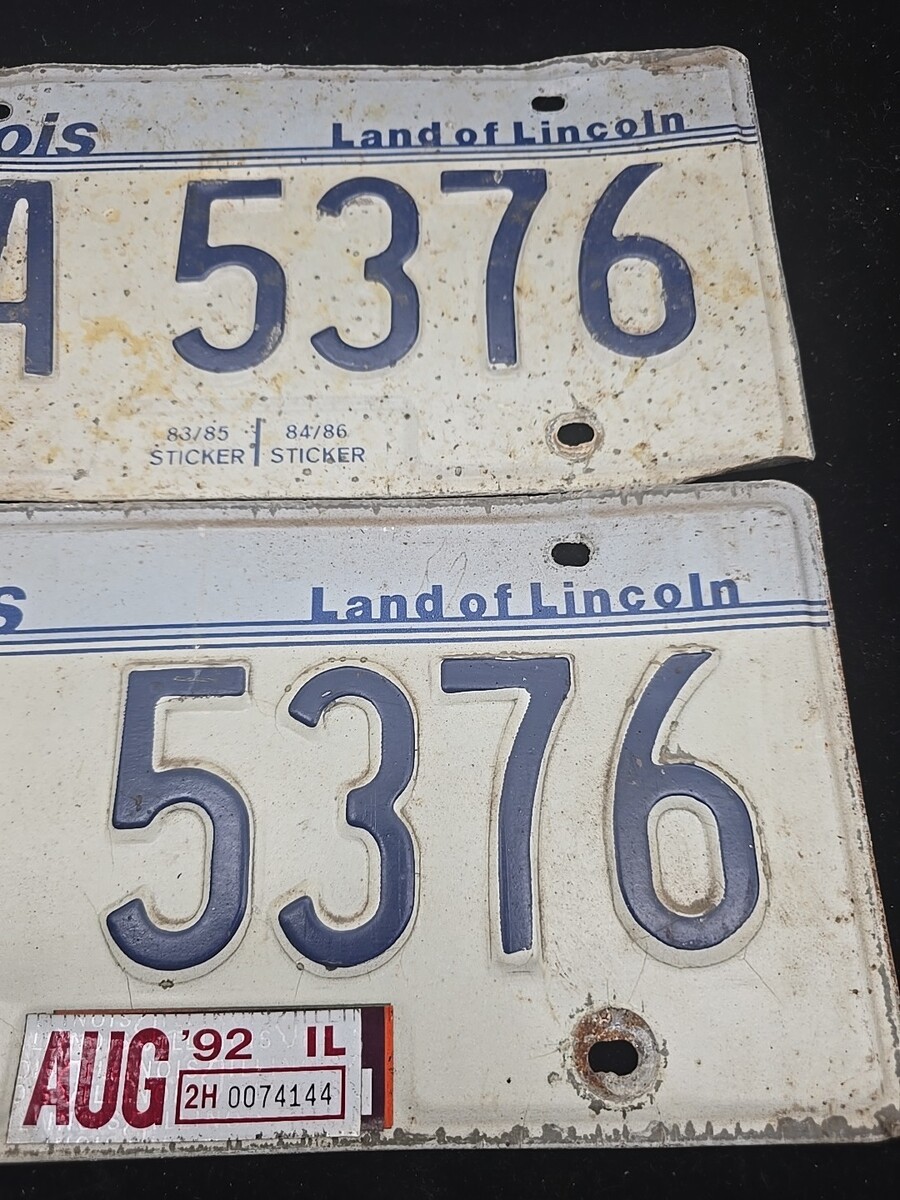 ois Land of Lincoln
A 5376
83/85 84/86
STICKER STICKER
s Land of Lincoln
5376
AUG '92 IL
2H 0074144